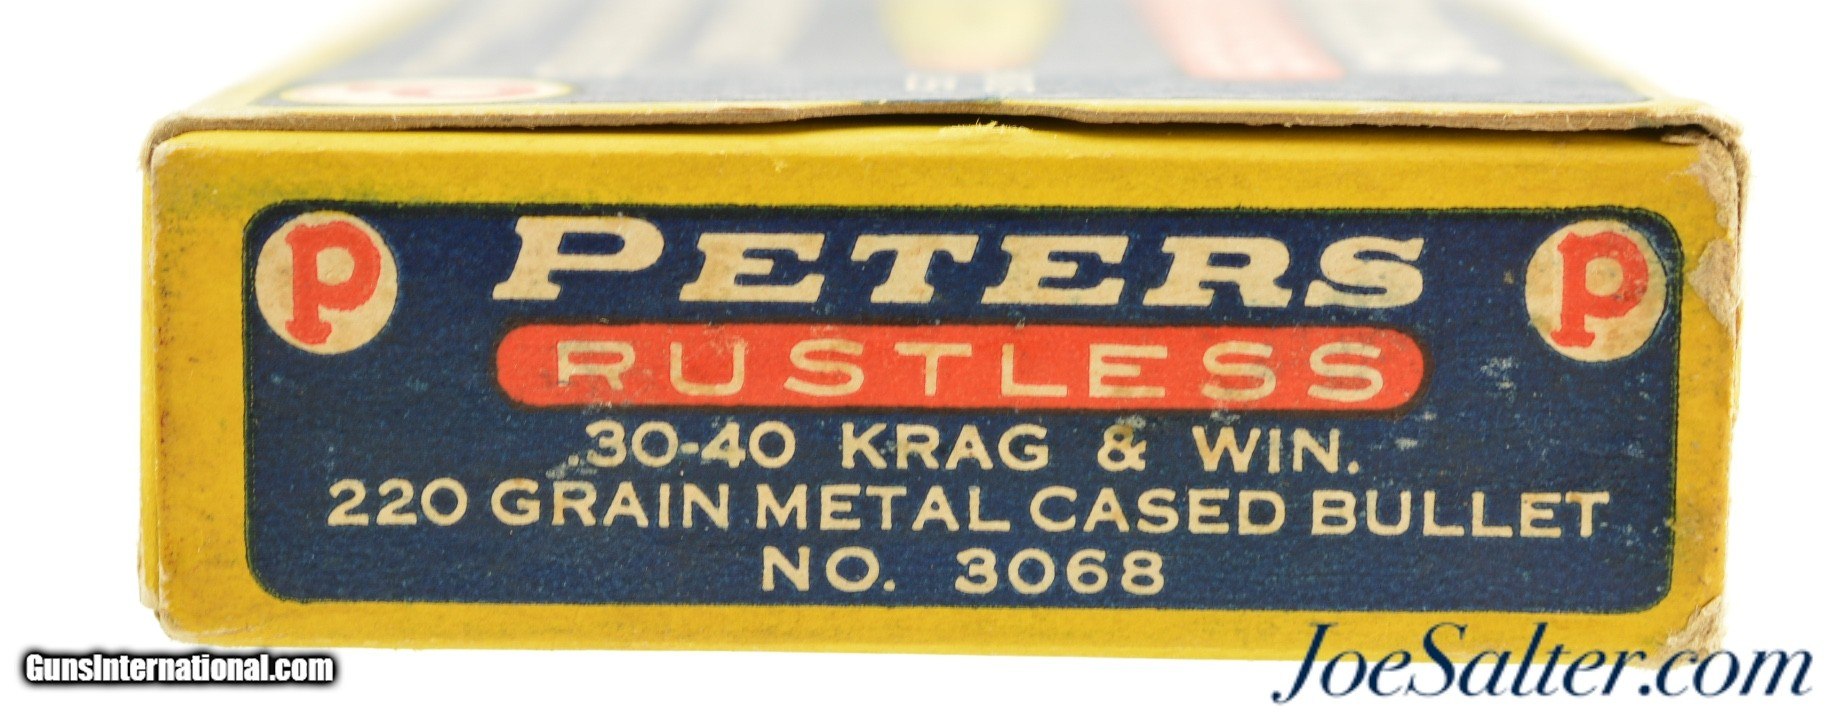 P PETERS P
RUSTLESS
.30-40 KRAG & WIN.
220 GRAIN METAL CASED BULLET
NO. 3068
GunsInternational.com
JoeSalter.com